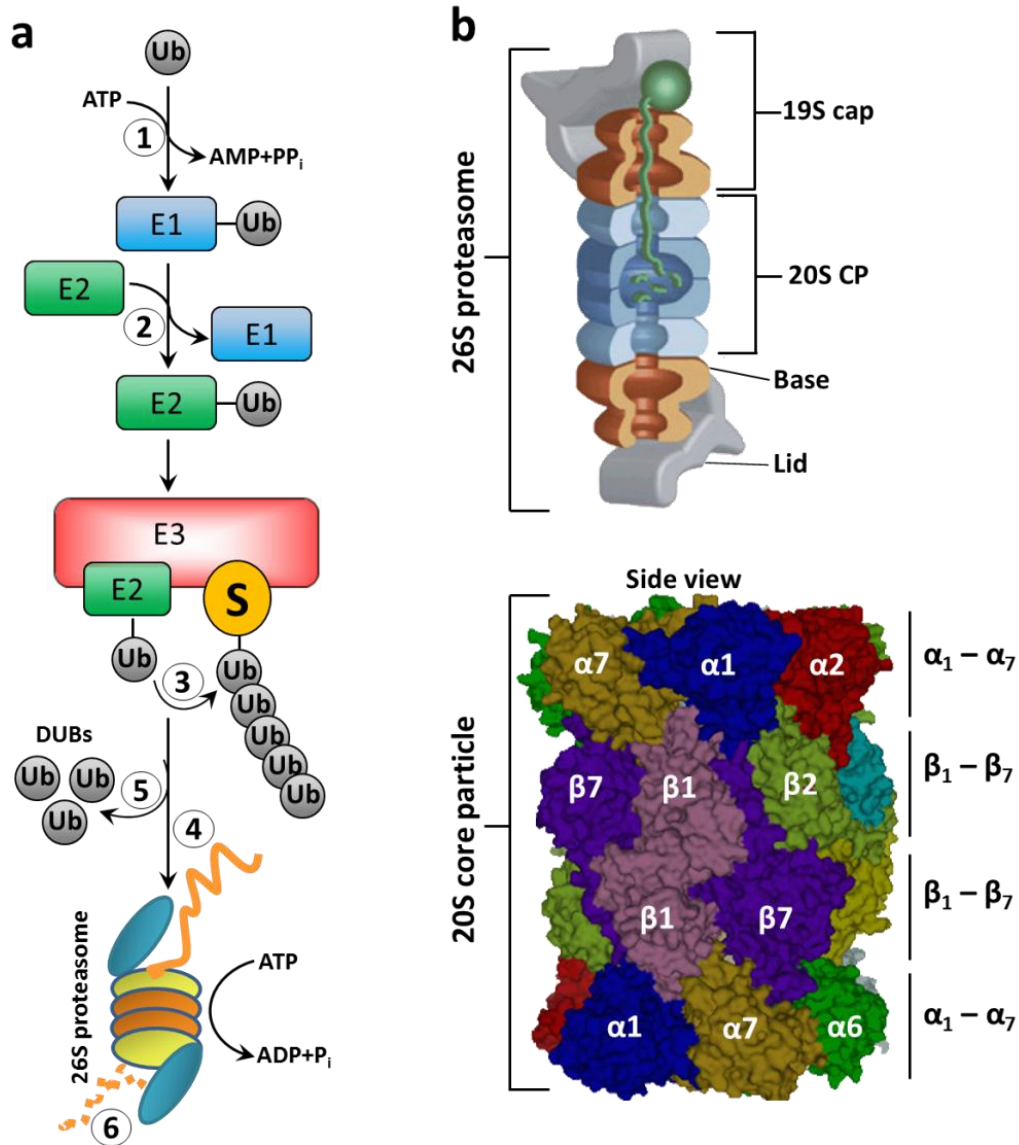 a
Ub
ATP
1
AMP+PPi
E1
Ub
E2
2
E1
E2
Ub
E3
E2
S
Ub
3
Ub
Ub
Ub
Ub
Ub
DUBs
Ub
Ub
Ub
5
4
26S proteasome
ATP
ADP+Pi
6
b
26S proteasome
19S cap
20S CP
Base
Lid
Side view
20S core particle
α7
α1
α2
α1 – α7
β7
β1
β2
β1 – β7
β1
β7
β1 – β7
α1
α7
α6
α1 – α7